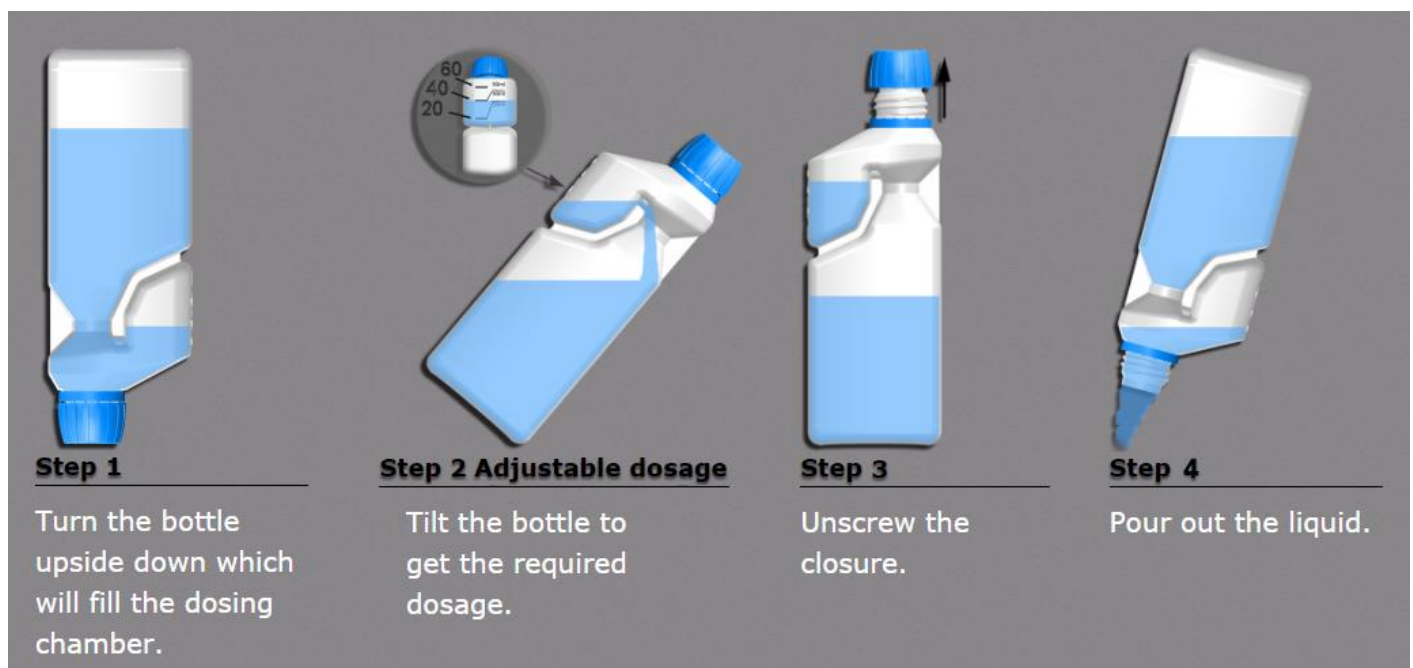 60
40
20
Step 1
Turn the bottle
upside down which
will fill the dosing
chamber.
Step 2 Adjustable dosage
Tilt the bottle to
get the required
dosage.
Step 3
Unscrew the
closure.
Step 4
Pour out the liquid.